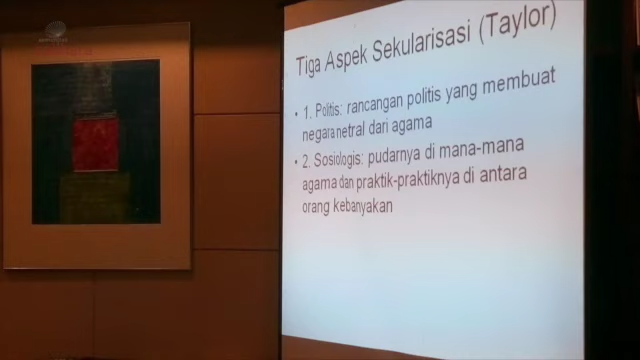 Tiga Aspek Sekularisasi (Taylor)
• 1. Politis: rancangan politis yang membuat
negara netral dari agama
• 2. Sosiologis: pudarnya di mana-mana
agama dan praktik-praktiknya di antara
orang kebanyakan